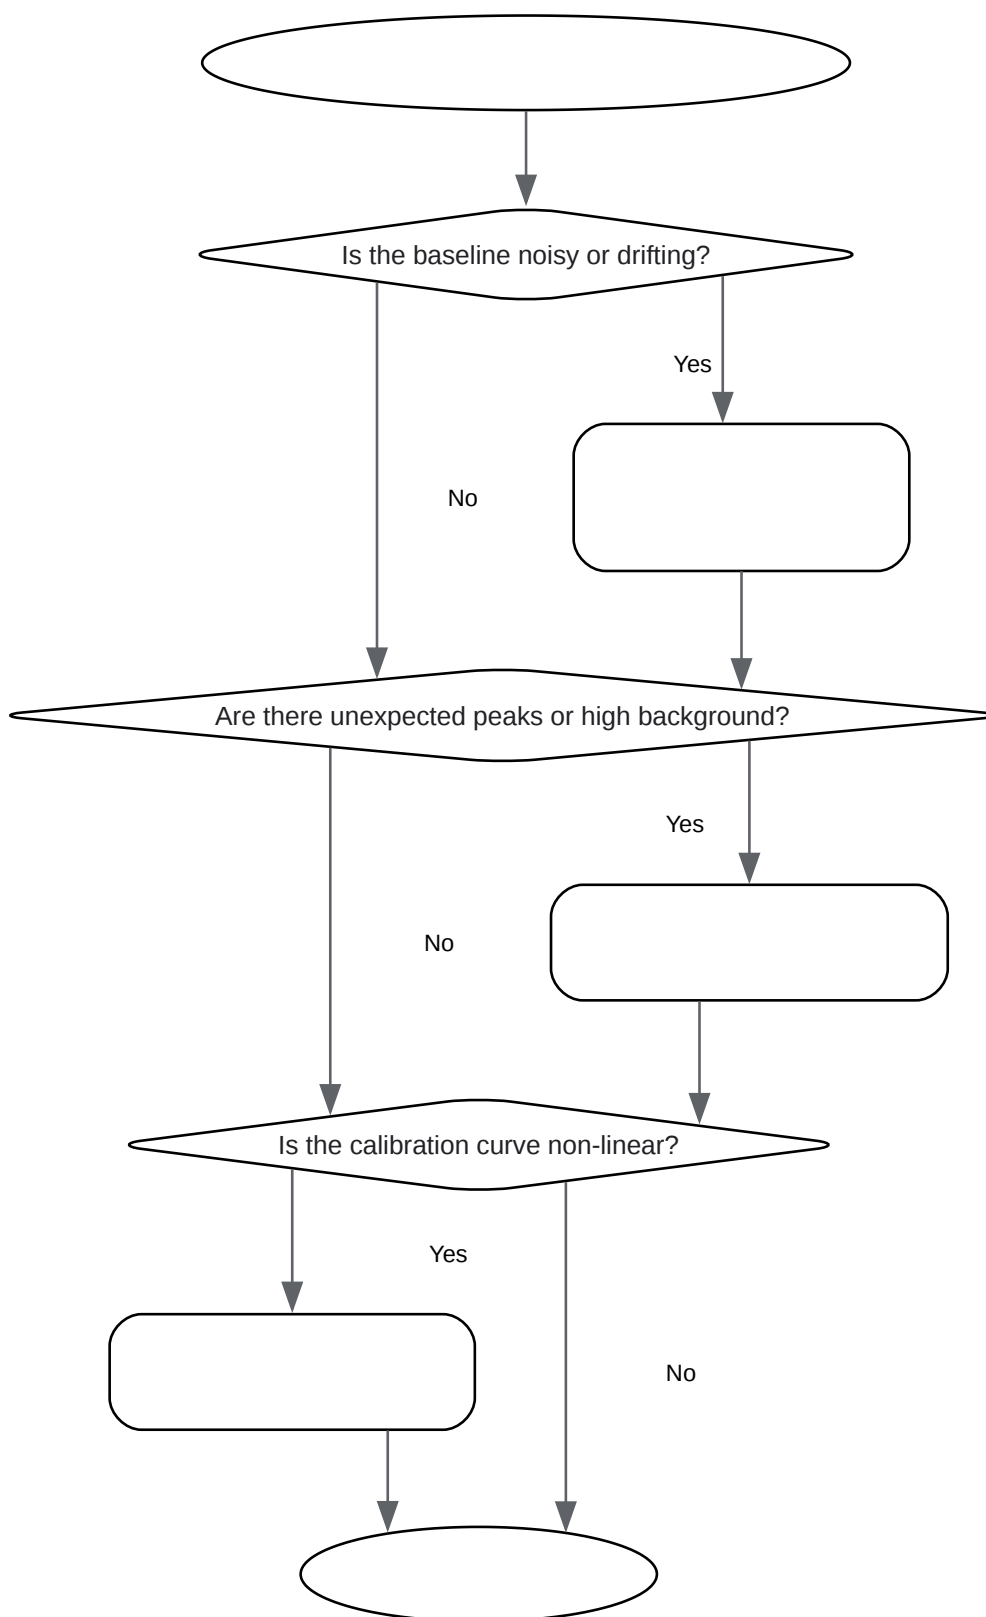 Is the baseline noisy or drifting?
Yes
No
Are there unexpected peaks or high background?
Yes
No
Is the calibration curve non-linear?
Yes
No